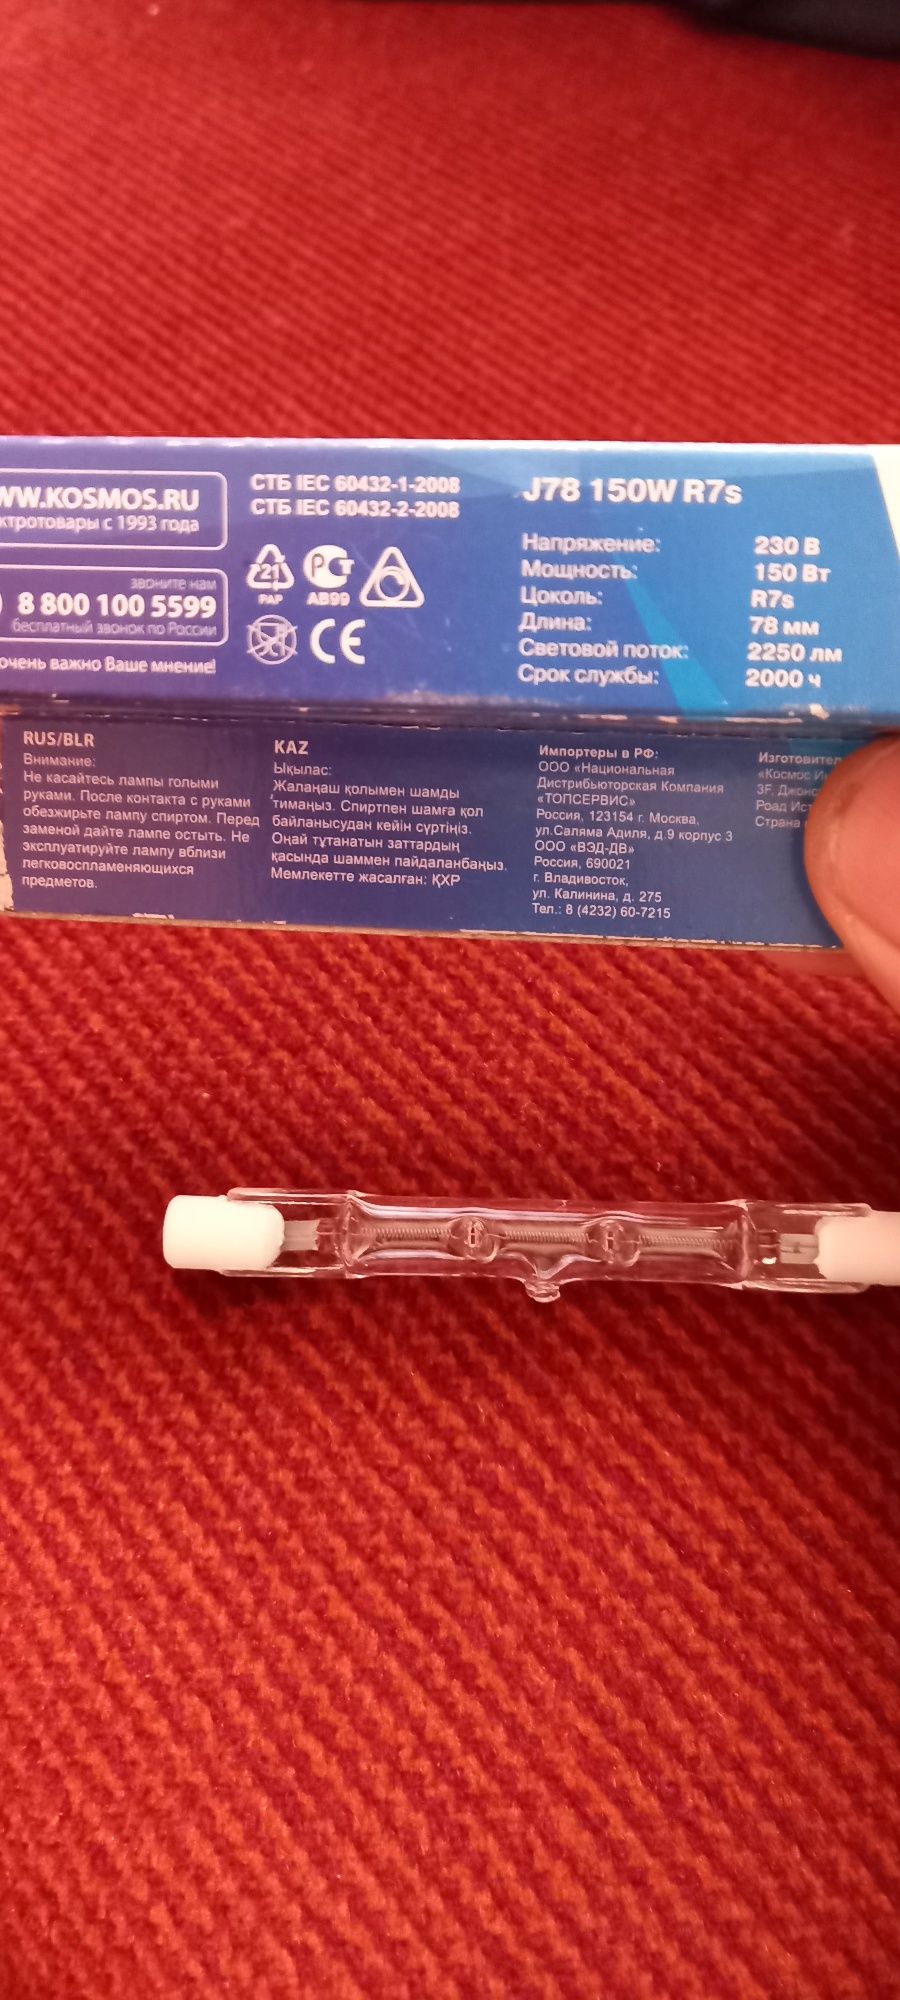 WW.KOSMOS.RU
ктротовары с 1993 года
звоните нам
8 800 100 5599
бесплатный звонок по России
очень важно Ваше мнение!
СТБ IEC 60432-1-2008
СТБ IEC 60432-2-2008
21
PAP
РСТ
АВ99
CE
J78 150W R7s
Напряжение: 230 В
Мощность: 150 Вт
Цоколь: R7s
Длина: 78 мм
Световой поток: 2250 лм
Срок службы: 2000 ч
RUS/BLR
Внимание:
Не касайтесь лампы голыми
руками. После контакта с руками
обезжирьте лампу спиртом. Перед
заменой дайте лампе остыть. Не
эксплуатируйте лампу вблизи
легковоспламеняющихся
предметов.
KAZ
Ықылас:
Жалаңаш қолымен шамды
тимаңыз. Спиртпен шамға қол
байланысудан кейін сүртіңіз.
Оңай тұтанатын заттардың
қасында шаммен пайдаланбаңыз.
Мемлекетте жасалған: ҚХР
Импортеры в РФ:
ООО «Национальная
Дистрибьюторская Компания
«ТОПСЕРВИС»
Россия, 123154 г. Москва,
ул.Саляма Адиля, д.9 корпус 3
ООО «ВЭД-ДВ»
Россия, 690021
г. Владивосток,
ул. Калинина, д. 275
Тел.: 8 (4232) 60-7215
Изготовител
«Космос И
3F, Джонс
Роад Ист
Страна